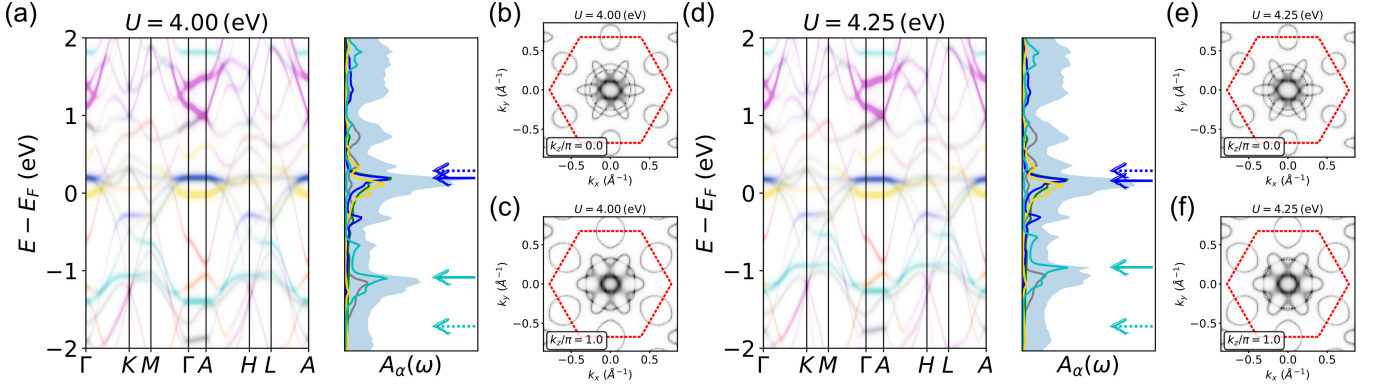 (a)
U = 4.00 (eV)
E − E_F (eV)
2
1
0
−1
−2
Γ K M Γ A H L A
A_α(ω)
(b)
U = 4.00 (eV)
k_y (Å⁻¹)
0.5
0.0
−0.5
k_z/π = 0.0
−0.5 0.0 0.5
k_x (Å⁻¹)
(c)
U = 4.00 (eV)
k_y (Å⁻¹)
0.5
0.0
−0.5
k_z/π = 1.0
−0.5 0.0 0.5
k_x (Å⁻¹)
(d)
U = 4.25 (eV)
E − E_F (eV)
2
1
0
−1
−2
Γ K M Γ A H L A
A_α(ω)
(e)
U = 4.25 (eV)
k_y (Å⁻¹)
0.5
0.0
−0.5
k_z/π = 0.0
−0.5 0.0 0.5
k_x (Å⁻¹)
(f)
U = 4.25 (eV)
k_y (Å⁻¹)
0.5
0.0
−0.5
k_z/π = 1.0
−0.5 0.0 0.5
k_x (Å⁻¹)